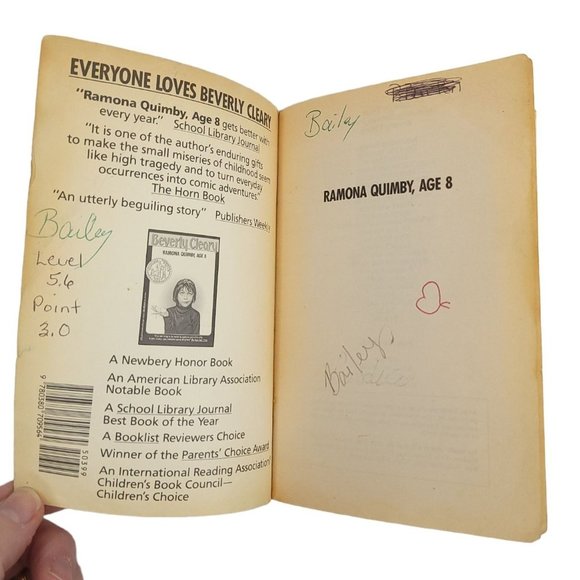 EVERYONE LOVES BEVERLY CLEARY
"Ramona Quimby, Age 8 gets better with
every year." School Library Journal
"It is one of the author's enduring gifts
to make the small miseries of childhood seem
like high tragedy and to turn everyday
occurrences into comic adventures."
The Horn Book
"An utterly beguiling story" Publishers Weekly
Bailey
Level
5.6
Point
3.0
Beverly Cleary
RAMONA QUIMBY, AGE 8
A Newbery Honor Book
An American Library Association
Notable Book
A School Library Journal
Best Book of the Year
A Booklist Reviewers Choice
Winner of the Parents' Choice Award
An International Reading Association/
Children's Book Council—
Children's Choice
9 780380 709564
50399
Bailey
RAMONA QUIMBY, AGE 8
Bailey